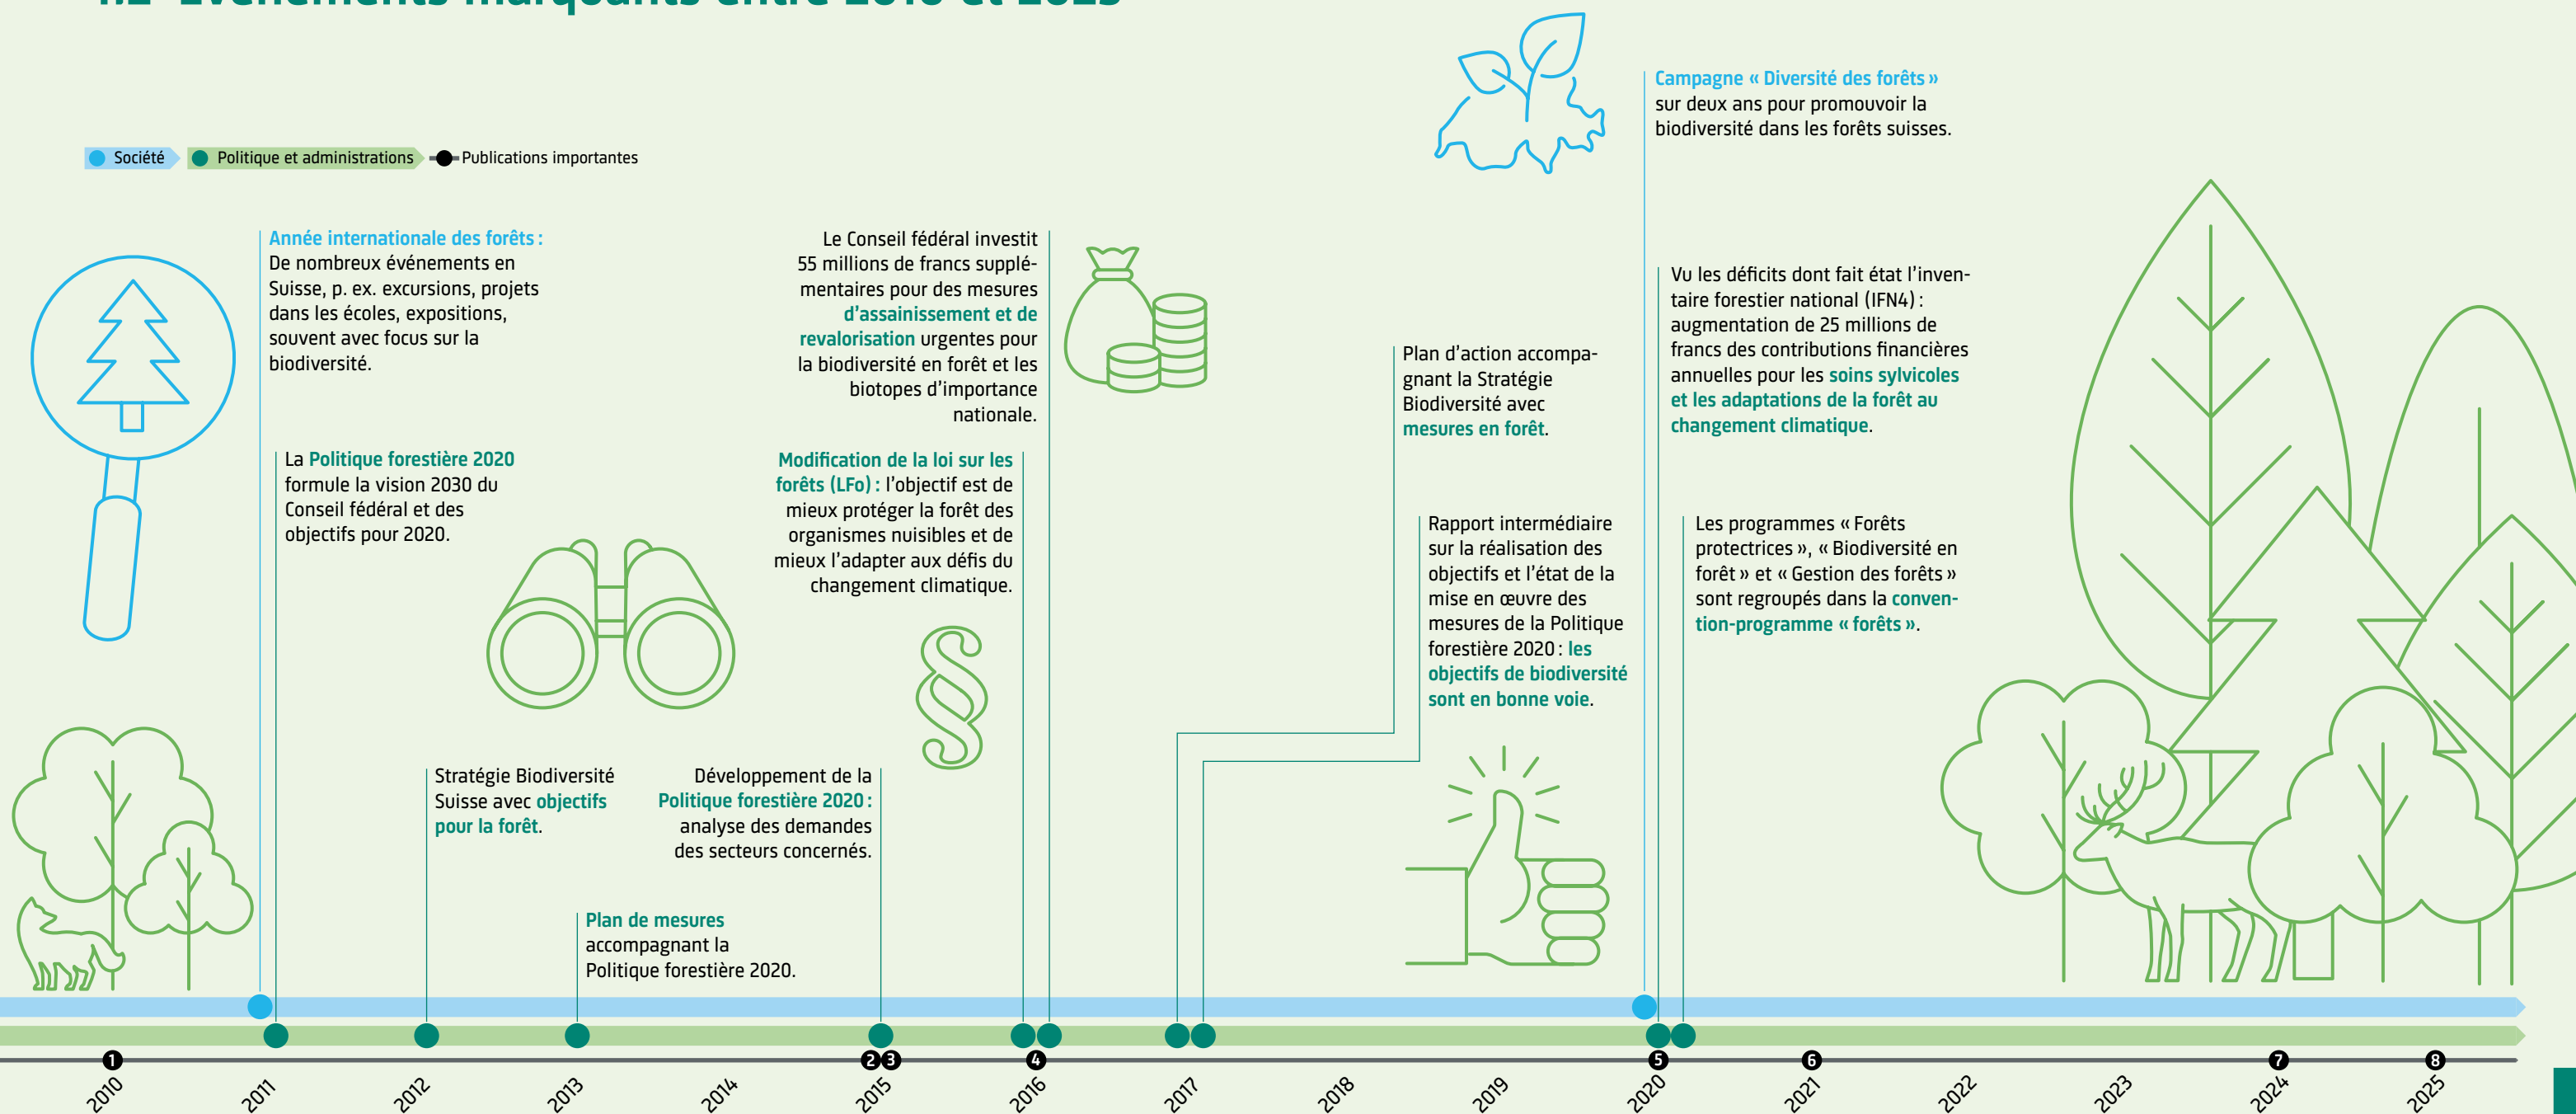 1.2 Événements marquants entre 2010 et 2025
Société
Politique et administrations
Publications importantes
Année internationale des forêts :
De nombreux événements en
Suisse, p. ex. excursions, projets
dans les écoles, expositions,
souvent avec focus sur la
biodiversité.
La Politique forestière 2020
formule la vision 2030 du
Conseil fédéral et des
objectifs pour 2020.
Stratégie Biodiversité
Suisse avec objectifs
pour la forêt.
Plan de mesures
accompagnant la
Politique forestière 2020.
Développement de la
Politique forestière 2020 :
analyse des demandes
des secteurs concernés.
Modification de la loi sur les
forêts (LFo) : l’objectif est de
mieux protéger la forêt des
organismes nuisibles et de
mieux l’adapter aux défis du
changement climatique.
Le Conseil fédéral investit
55 millions de francs supplé-
mentaires pour des mesures
d’assainissement et de
revalorisation urgentes pour
la biodiversité en forêt et les
biotopes d’importance
nationale.
Plan d’action accompa-
gnant la Stratégie
Biodiversité avec
mesures en forêt.
Rapport intermédiaire
sur la réalisation des
objectifs et l’état de la
mise en œuvre des
mesures de la Politique
forestière 2020 : les
objectifs de biodiversité
sont en bonne voie.
Campagne « Diversité des forêts »
sur deux ans pour promouvoir la
biodiversité dans les forêts suisses.
Vu les déficits dont fait état l’inven-
taire forestier national (IFN4) :
augmentation de 25 millions de
francs des contributions financières
annuelles pour les soins sylvicoles
et les adaptations de la forêt au
changement climatique.
Les programmes « Forêts
protectrices », « Biodiversité en
forêt » et « Gestion des forêts »
sont regroupés dans la conven-
tion-programme « forêts ».
§
1 2 3 4 5 6 7 8
2010 2011 2012 2013 2014 2015 2016 2017 2018 2019 2020 2021 2022 2023 2024 2025